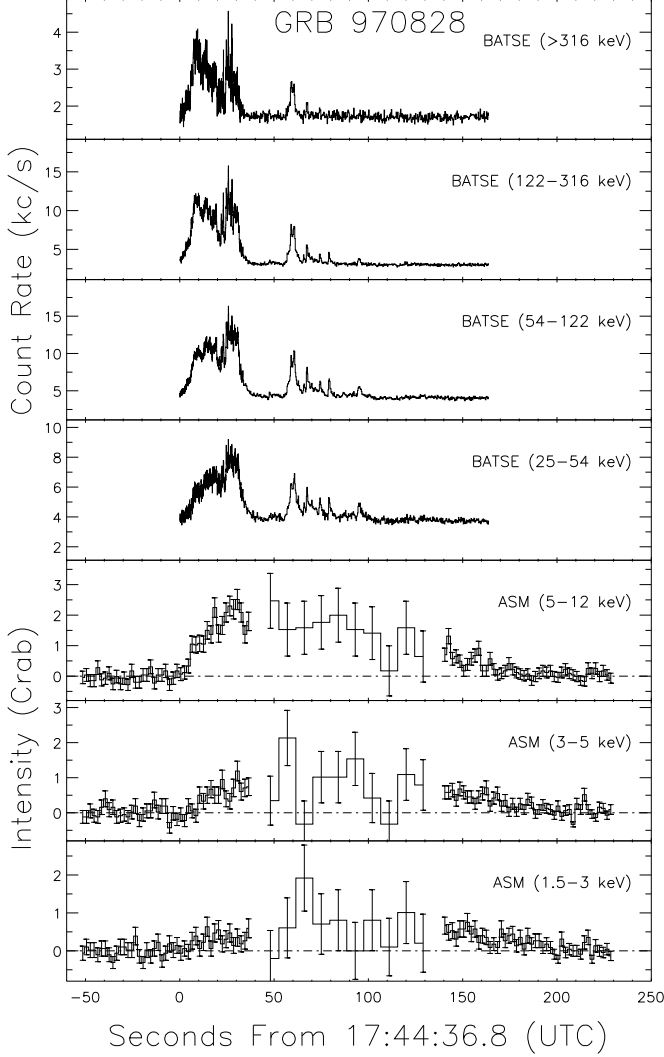 GRB 970828
BATSE (>316 keV)
4
3
2
BATSE (122−316 keV)
15
10
5
BATSE (54−122 keV)
15
10
5
BATSE (25−54 keV)
10
8
6
4
2
Count Rate (kc/s)
ASM (5−12 keV)
3
2
1
0
ASM (3−5 keV)
3
2
1
0
ASM (1.5−3 keV)
2
1
0
Intensity (Crab)
−50 0 50 100 150 200 250
Seconds From 17:44:36.8 (UTC)